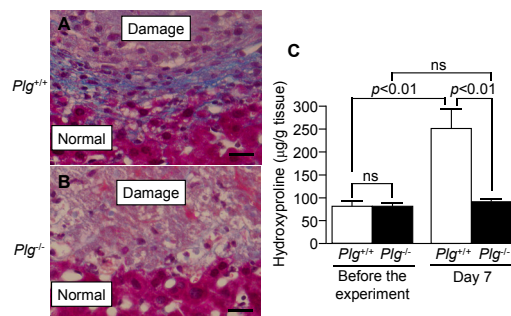 A
Damage
Plg+/+
Normal
B
Damage
Plg-/-
Normal
C
ns
p<0.01 p<0.01
ns
Hydroxyproline (μg/g tissue)
300
250
200
150
100
50
0
Plg+/+ Plg-/- Plg+/+ Plg-/-
Before the experiment
Day 7